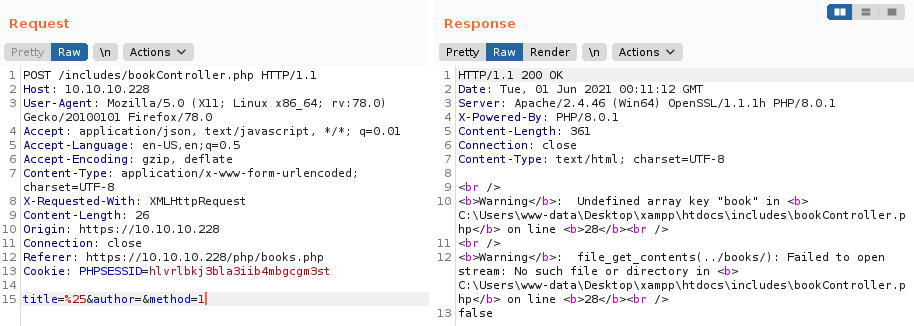 Request
Pretty Raw \n Actions
1 POST /includes/bookController.php HTTP/1.1
2 Host: 10.10.10.228
3 User-Agent: Mozilla/5.0 (X11; Linux x86_64; rv:78.0)
Gecko/20100101 Firefox/78.0
4 Accept: application/json, text/javascript, */*; q=0.01
5 Accept-Language: en-US,en;q=0.5
6 Accept-Encoding: gzip, deflate
7 Content-Type: application/x-www-form-urlencoded;
charset=UTF-8
8 X-Requested-With: XMLHttpRequest
9 Content-Length: 26
10 Origin: https://10.10.10.228
11 Connection: close
12 Referer: https://10.10.10.228/php/books.php
13 Cookie: PHPSESSID=hlvrlbkj3bla3iib4mbgcgm3st
14
15 title=%25&author=&method=1
Response
Pretty Raw Render \n Actions
1 HTTP/1.1 200 OK
2 Date: Tue, 01 Jun 2021 00:11:12 GMT
3 Server: Apache/2.4.46 (Win64) OpenSSL/1.1.1h PHP/8.0.1
4 X-Powered-By: PHP/8.0.1
5 Content-Length: 361
6 Connection: close
7 Content-Type: text/html; charset=UTF-8
8
9 <br />
10 <b>Warning</b>:  Undefined array key "book" in <b>
C:\Users\www-data\Desktop\xampp\htdocs\includes\bookController.p
hp</b> on line <b>28</b><br />
11 <br />
12 <b>Warning</b>:  file_get_contents(../books/): Failed to open
stream: No such file or directory in <b>
C:\Users\www-data\Desktop\xampp\htdocs\includes\bookController.p
hp</b> on line <b>28</b><br />
13 false